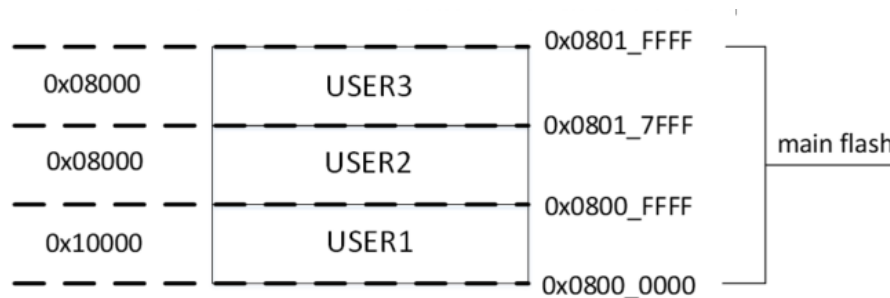 0x0801_FFFF
0x08000 USER3
0x0801_7FFF
main flash
0x08000 USER2
0x0800_FFFF
0x10000 USER1
0x0800_0000